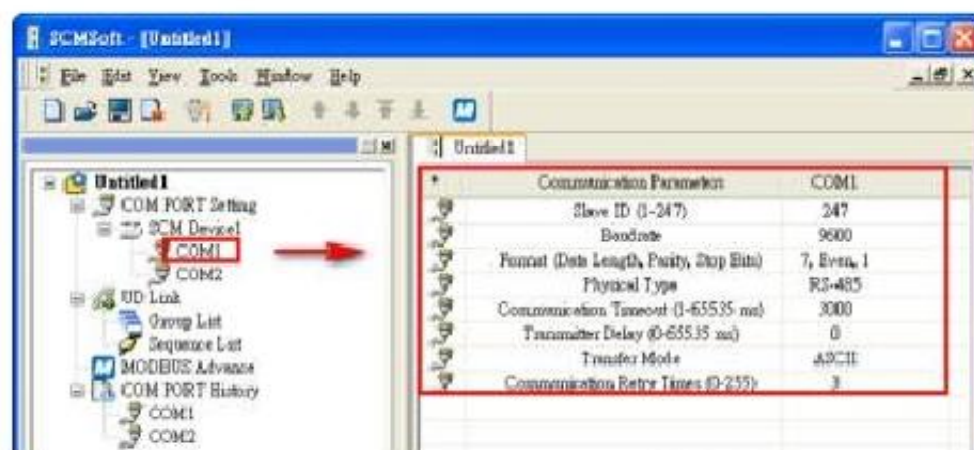 SCMSoft - [Untitled1]
File Edit View Tools Window Help
Untitled1
COM PORT Setting
SCM Device1
COM1
COM2
UD Link
Group List
Sequence List
MODBUS Advance
COM PORT History
COM1
COM2
Untitled1
* Communication Parameters COM1
Slave ID (1-247) 247
Baudrate 9600
Format (Data Length, Parity, Stop Bits) 7, Even, 1
Physical Type RS-485
Communication Timeout (1-65535 ms) 3000
Transmitter Delay (0-65535 ms) 0
Transfer Mode ASCII
Communication Retry Times (0-255) 3